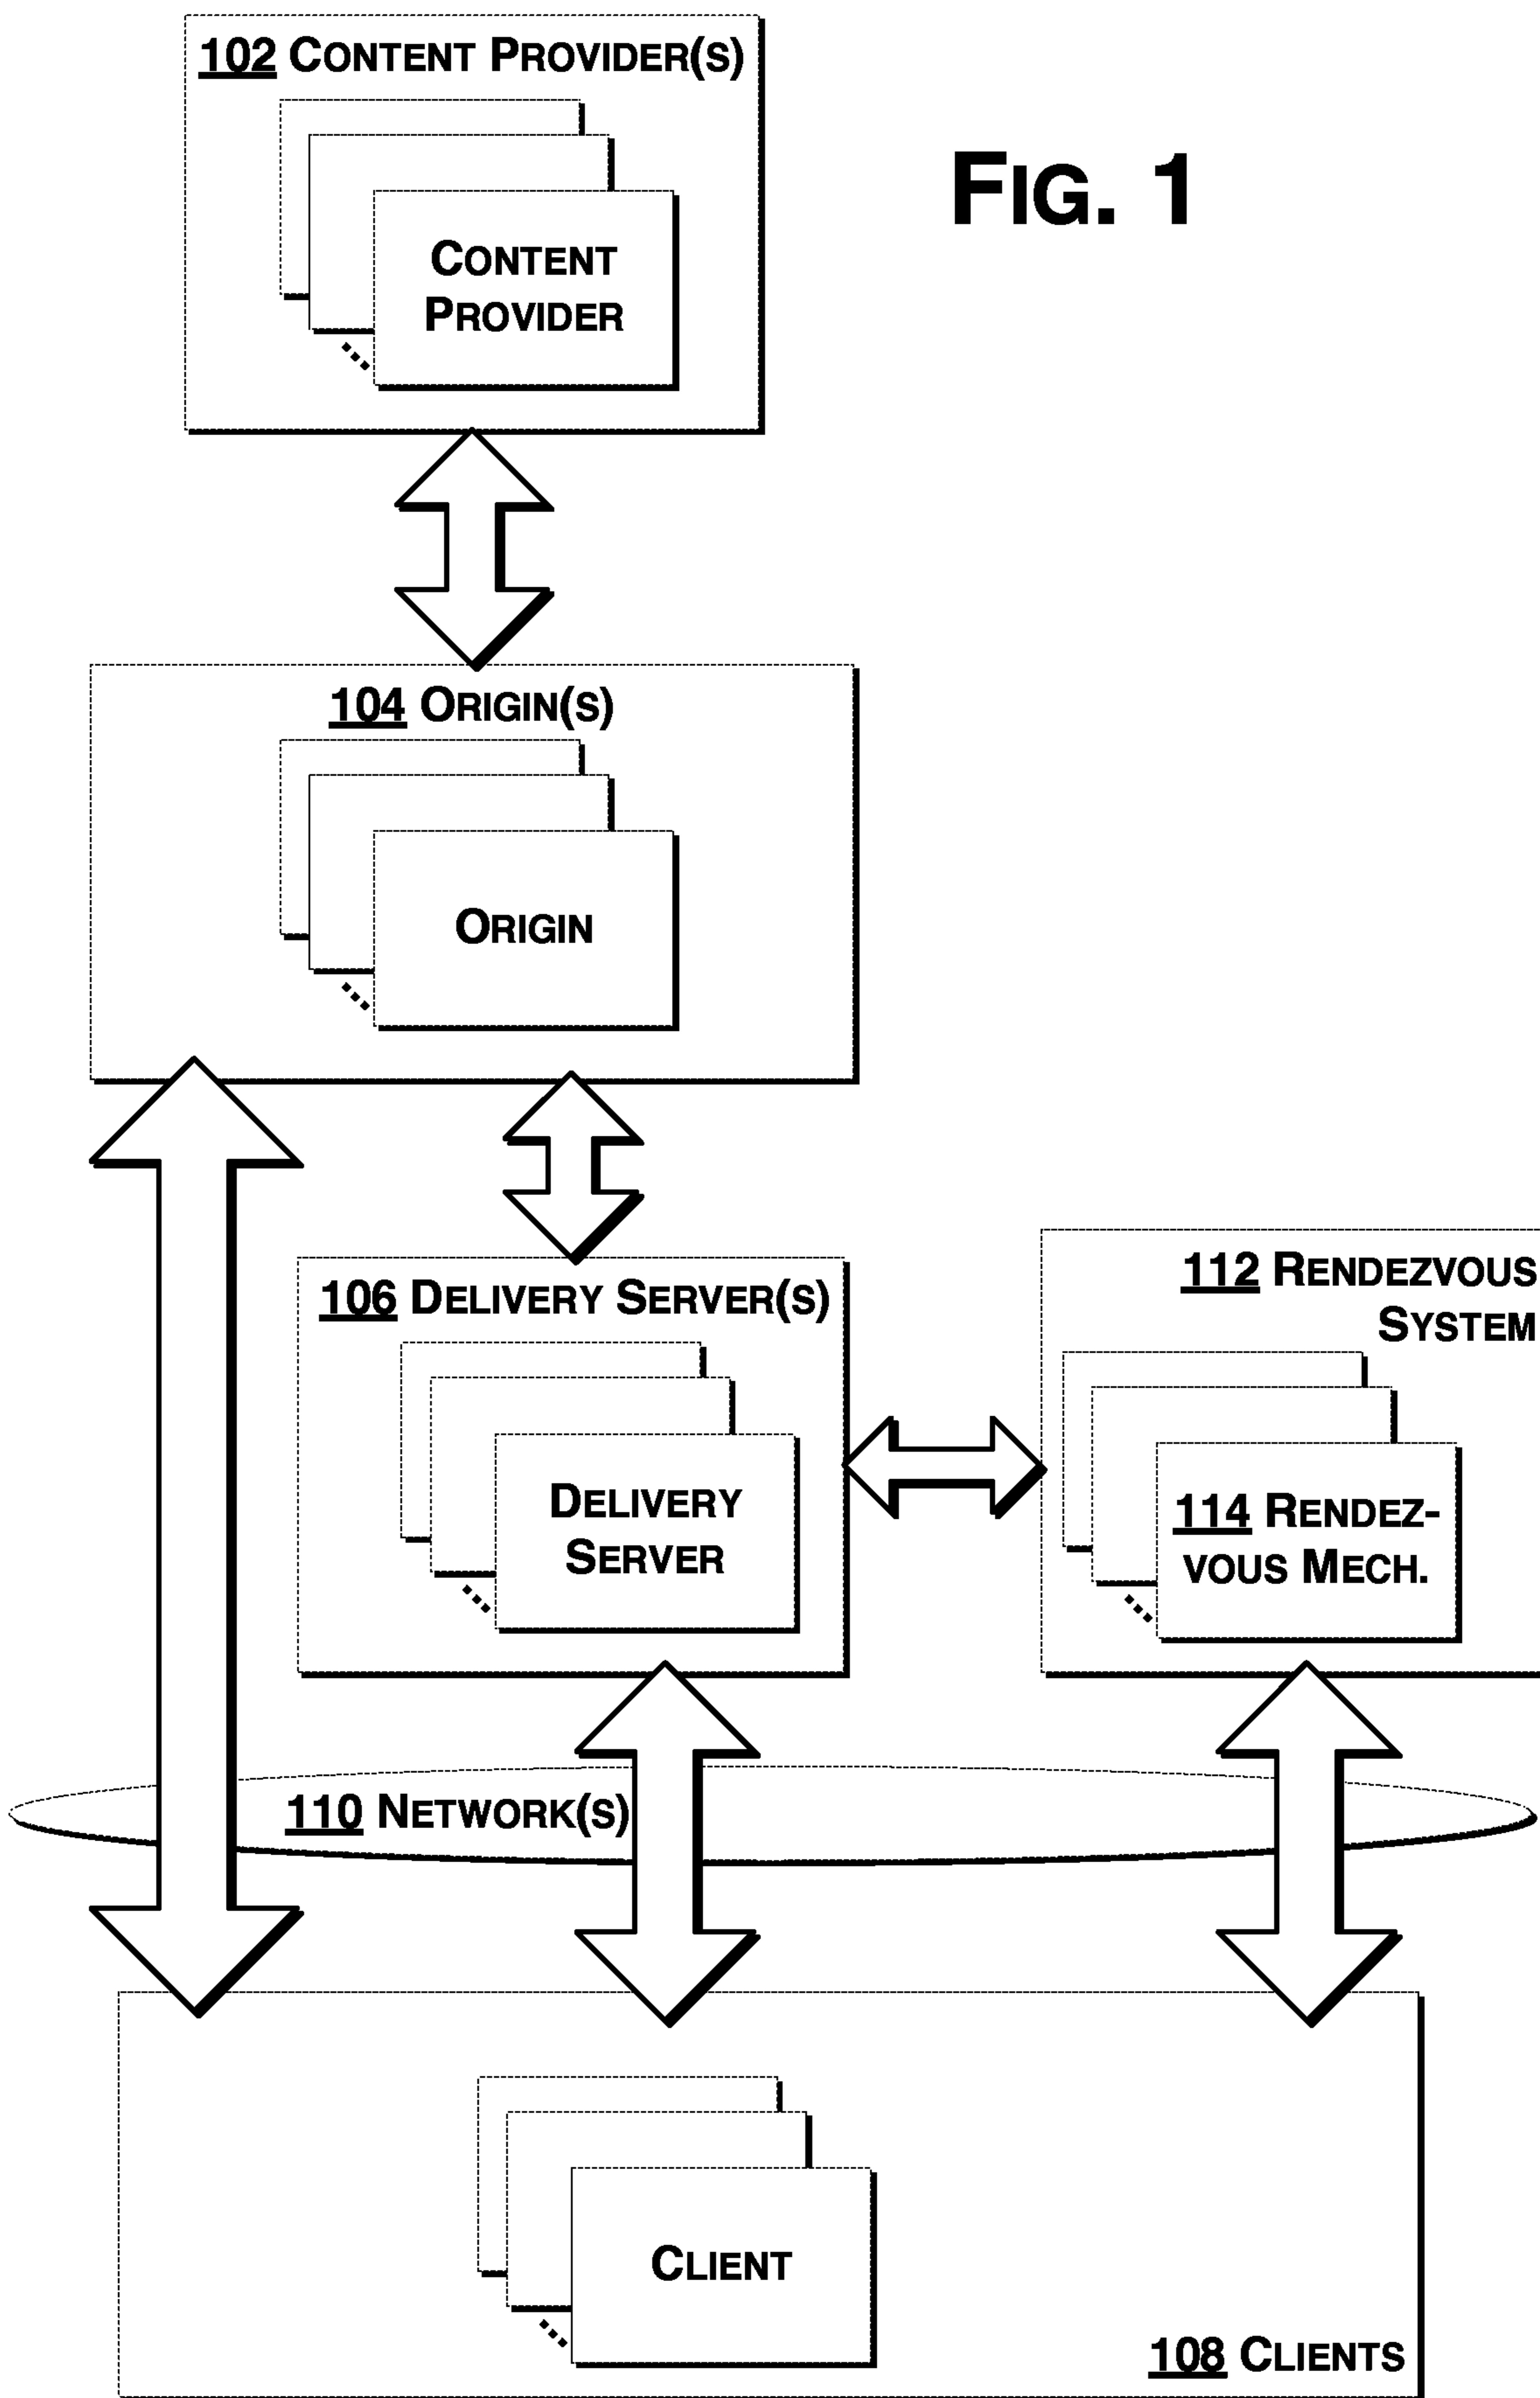 102 CONTENT PROVIDER(S)
CONTENT
PROVIDER
FIG. 1
104 ORIGIN(S)
ORIGIN
106 DELIVERY SERVER(S)
DELIVERY
SERVER
112 RENDEZVOUS
SYSTEM
114 RENDEZ-
VOUS MECH.
110 NETWORK(S)
CLIENT
108 CLIENTS